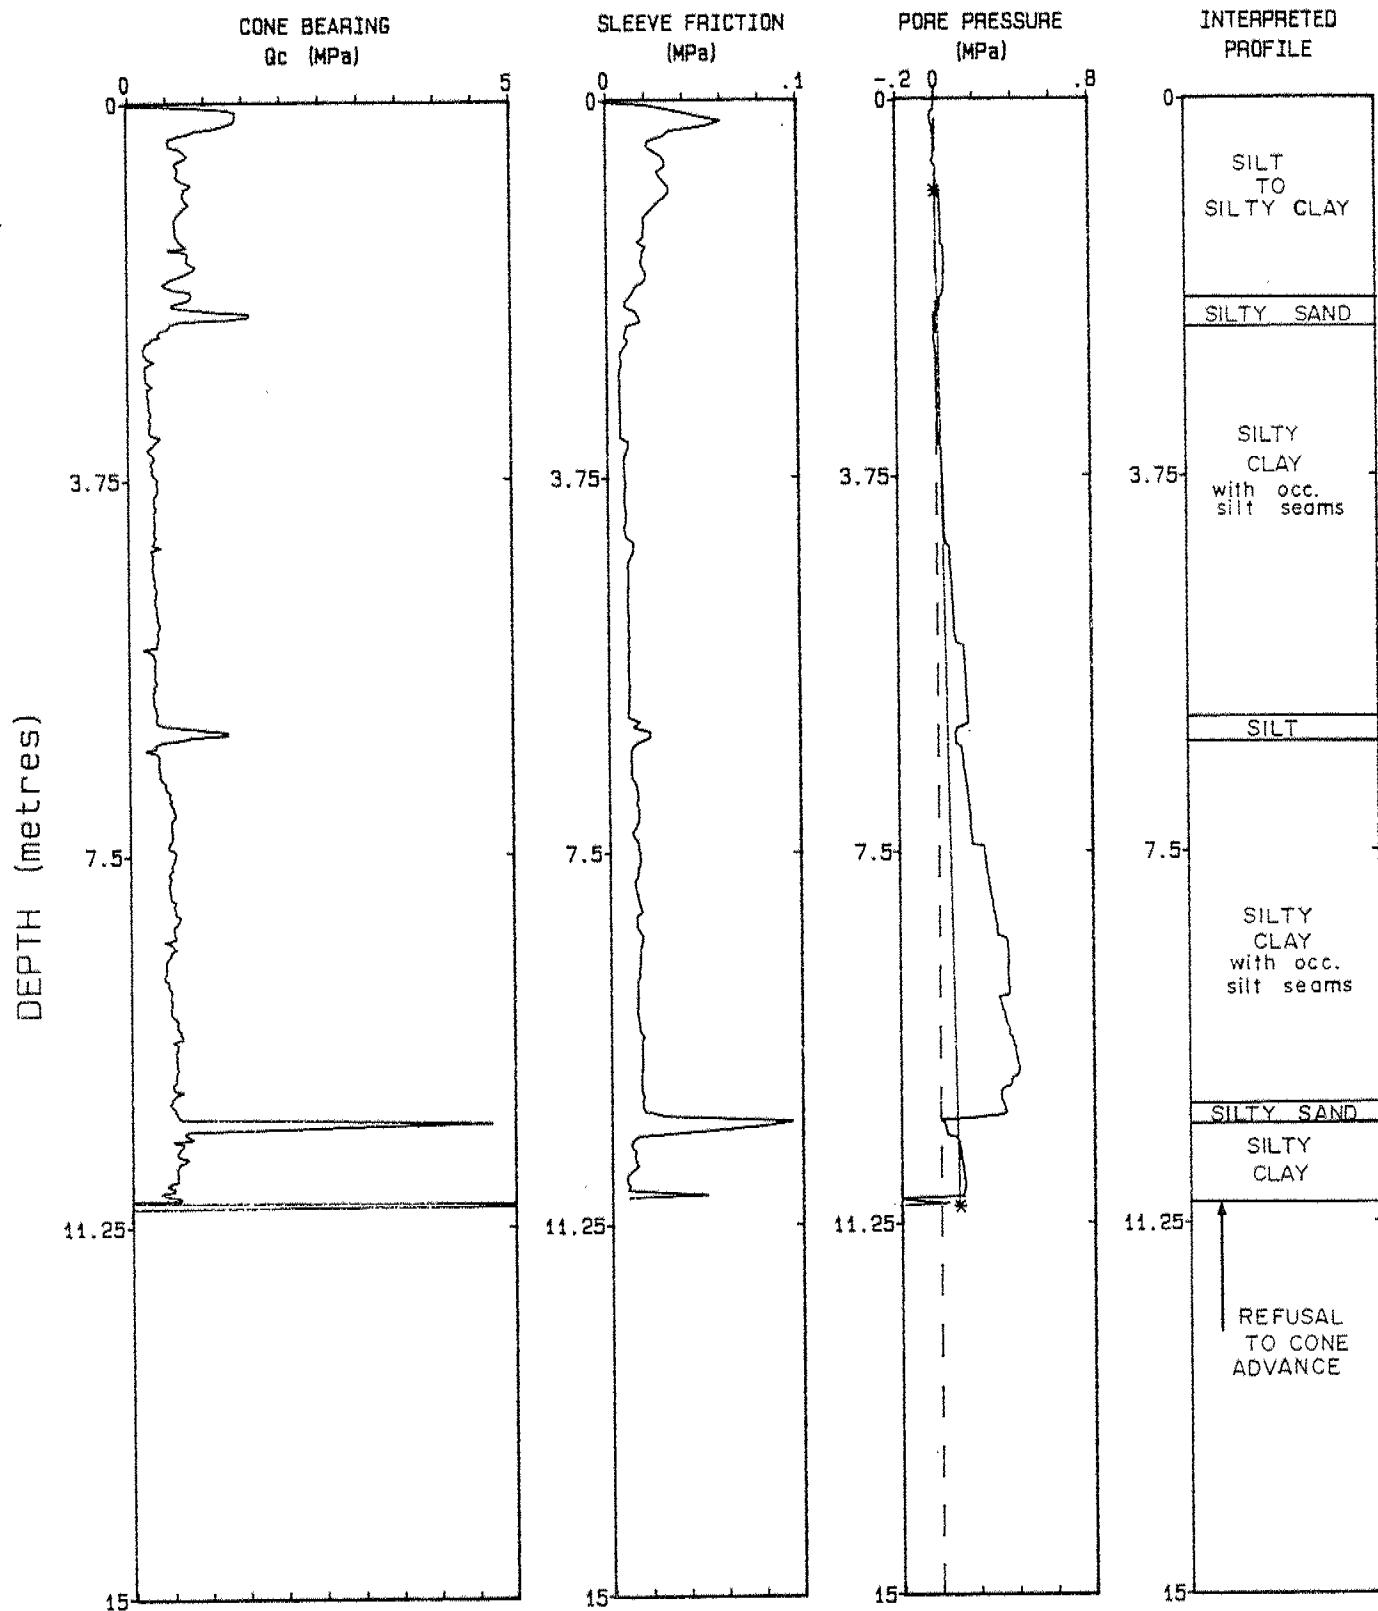 CONE BEARING
Qc (MPa)
0 5
0
3.75
7.5
11.25
15
DEPTH (metres)
SLEEVE FRICTION
(MPa)
0 .1
0
3.75
7.5
11.25
15
PORE PRESSURE
(MPa)
-.2 0 .8
0
3.75
7.5
11.25
15
INTERPRETED
PROFILE
0
3.75
7.5
11.25
15
SILT
TO
SILTY CLAY
SILTY SAND
SILTY
CLAY
with occ.
silt seams
SILT
SILTY
CLAY
with occ.
silt seams
SILTY SAND
SILTY
CLAY
REFUSAL
TO CONE
ADVANCE